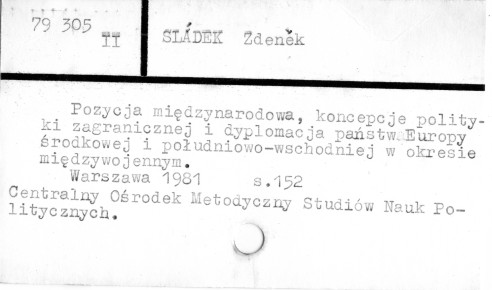 79 305
II
SLÁDEK Zdeněk
Pozycja międzynarodowa, koncepcje polity-
ki zagranicznej i dyplomacja państw Europy
środkowej i południowo-wschodniej w okresie
międzywojennym.
Warszawa 1981 s.152
Centralny Ośrodek Metodyczny Studiów Nauk Po-
litycznych.